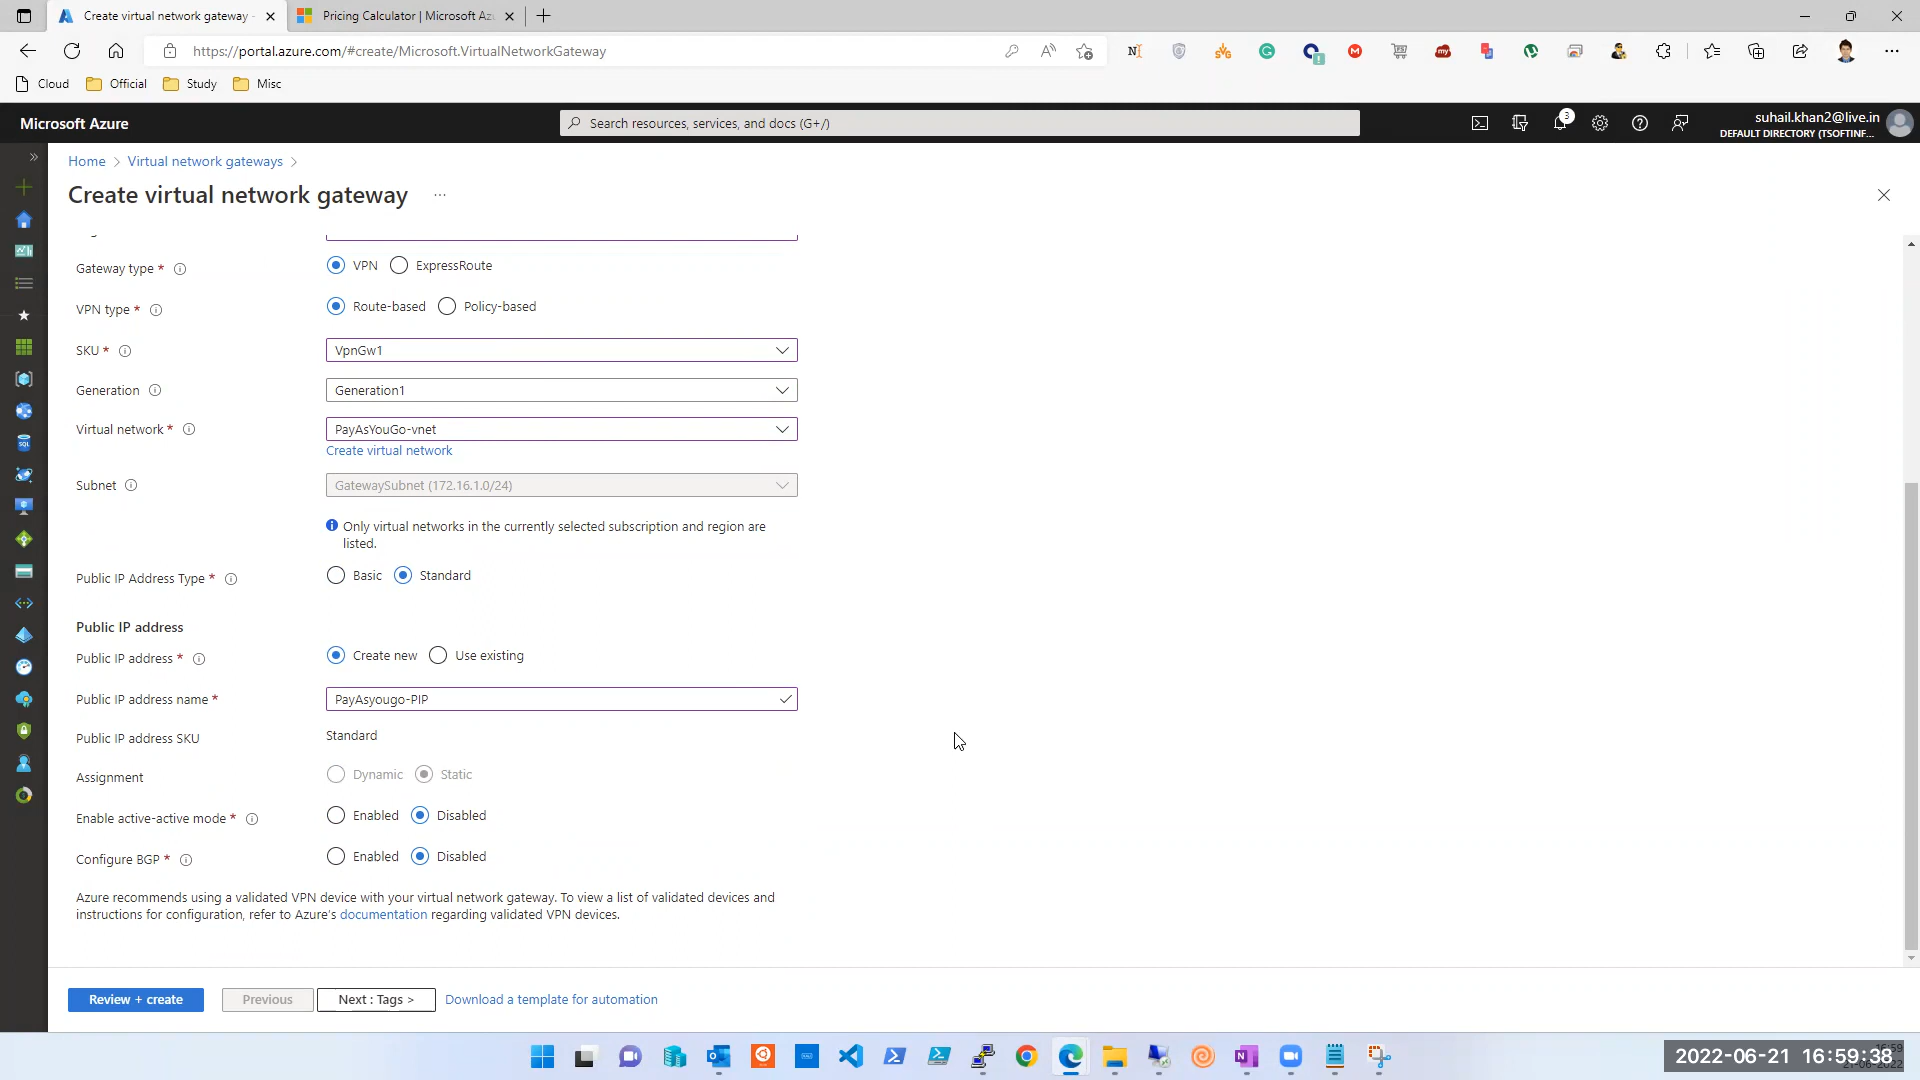 Create virtual network gateway -
Pricing Calculator | Microsoft Az
https://portal.azure.com/#create/Microsoft.VirtualNetworkGateway
Cloud
Official
Study
Misc
Microsoft Azure
Search resources, services, and docs (G+/)
3
suhail.khan2@live.in
DEFAULT DIRECTORY (TSOFTINF...
Home > Virtual network gateways >
Create virtual network gateway ...
Gateway type * VPN ExpressRoute
VPN type * Route-based Policy-based
SKU * VpnGw1
Generation Generation1
Virtual network * PayAsYouGo-vnet
Create virtual network
Subnet GatewaySubnet (172.16.1.0/24)
Only virtual networks in the currently selected subscription and region are
listed.
Public IP Address Type * Basic Standard
Public IP address
Public IP address * Create new Use existing
Public IP address name * PayAsyougo-PIP
Public IP address SKU Standard
Assignment Dynamic Static
Enable active-active mode * Enabled Disabled
Configure BGP * Enabled Disabled
Azure recommends using a validated VPN device with your virtual network gateway. To view a list of validated devices and
instructions for configuration, refer to Azure's documentation regarding validated VPN devices.
Review + create Previous Next : Tags > Download a template for automation
2022-06-21 16:59:38